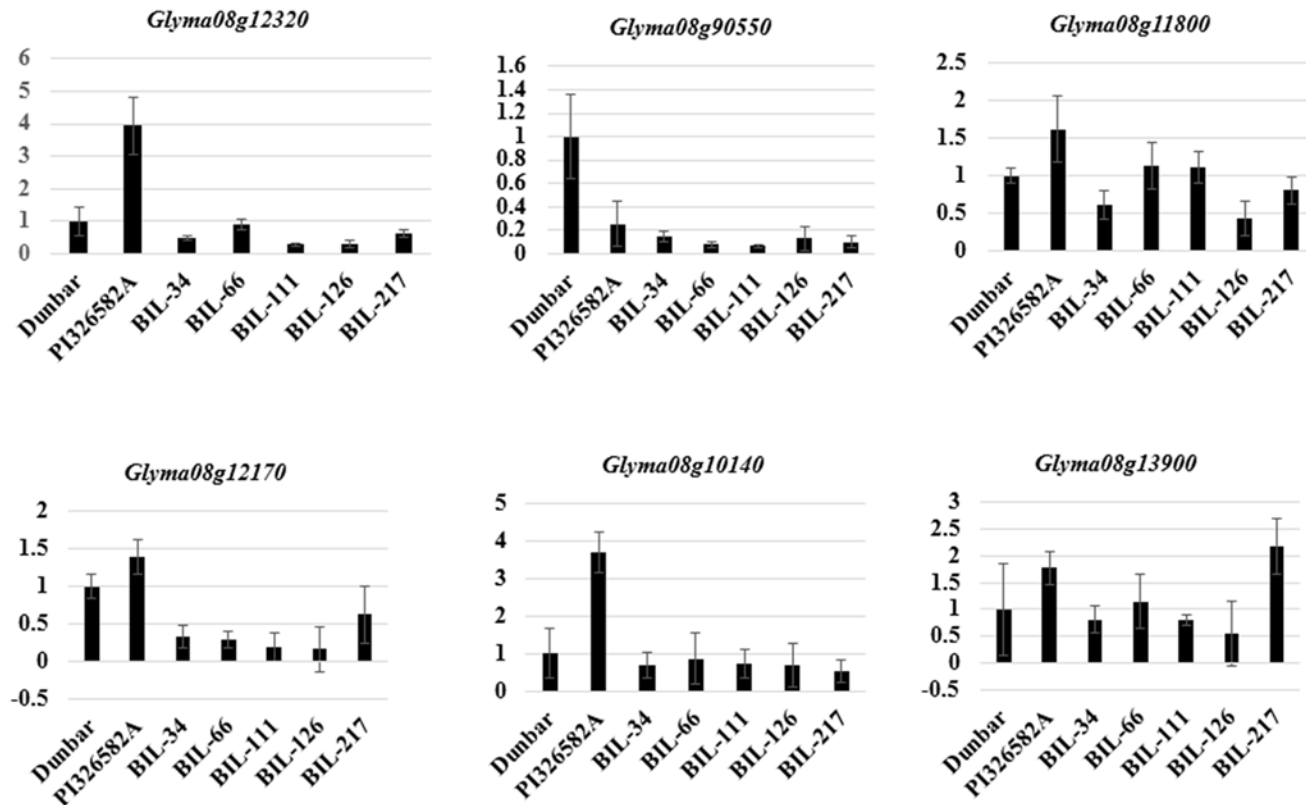 Glyma08g12320
6
5
4
3
2
1
0
Dunbar
PI326582A
BIL-34
BIL-66
BIL-111
BIL-126
BIL-217
Glyma08g90550
1.6
1.4
1.2
1
0.8
0.6
0.4
0.2
0
Dunbar
PI326582A
BIL-34
BIL-66
BIL-111
BIL-126
BIL-217
Glyma08g11800
2.5
2
1.5
1
0.5
0
Dunbar
PI326582A
BIL-34
BIL-66
BIL-111
BIL-126
BIL-217
Glyma08g12170
2
1.5
1
0.5
0
-0.5
Dunbar
PI326582A
BIL-34
BIL-66
BIL-111
BIL-126
BIL-217
Glyma08g10140
5
4
3
2
1
0
Dunbar
PI326582A
BIL-34
BIL-66
BIL-111
BIL-126
BIL-217
Glyma08g13900
3
2.5
2
1.5
1
0.5
0
-0.5
Dunbar
PI326582A
BIL-34
BIL-66
BIL-111
BIL-126
BIL-217